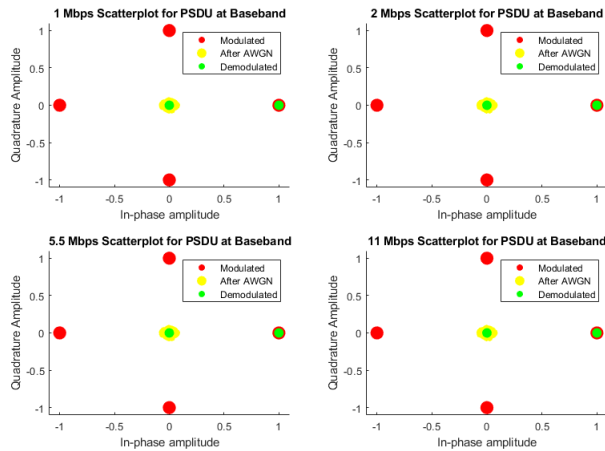 1 Mbps Scatterplot for PSDU at Baseband
1
0.5
0
-0.5
-1
Quadrature Amplitude
Modulated
After AWGN
Demodulated
-1
-0.5
0
0.5
1
In-phase amplitude
2 Mbps Scatterplot for PSDU at Baseband
1
0.5
0
-0.5
-1
Quadrature Amplitude
Modulated
After AWGN
Demodulated
-1
-0.5
0
0.5
1
In-phase amplitude
5.5 Mbps Scatterplot for PSDU at Baseband
1
0.5
0
-0.5
-1
Quadrature Amplitude
Modulated
After AWGN
Demodulated
-1
-0.5
0
0.5
1
In-phase amplitude
11 Mbps Scatterplot for PSDU at Baseband
1
0.5
0
-0.5
-1
Quadrature Amplitude
Modulated
After AWGN
Demodulated
-1
-0.5
0
0.5
1
In-phase amplitude